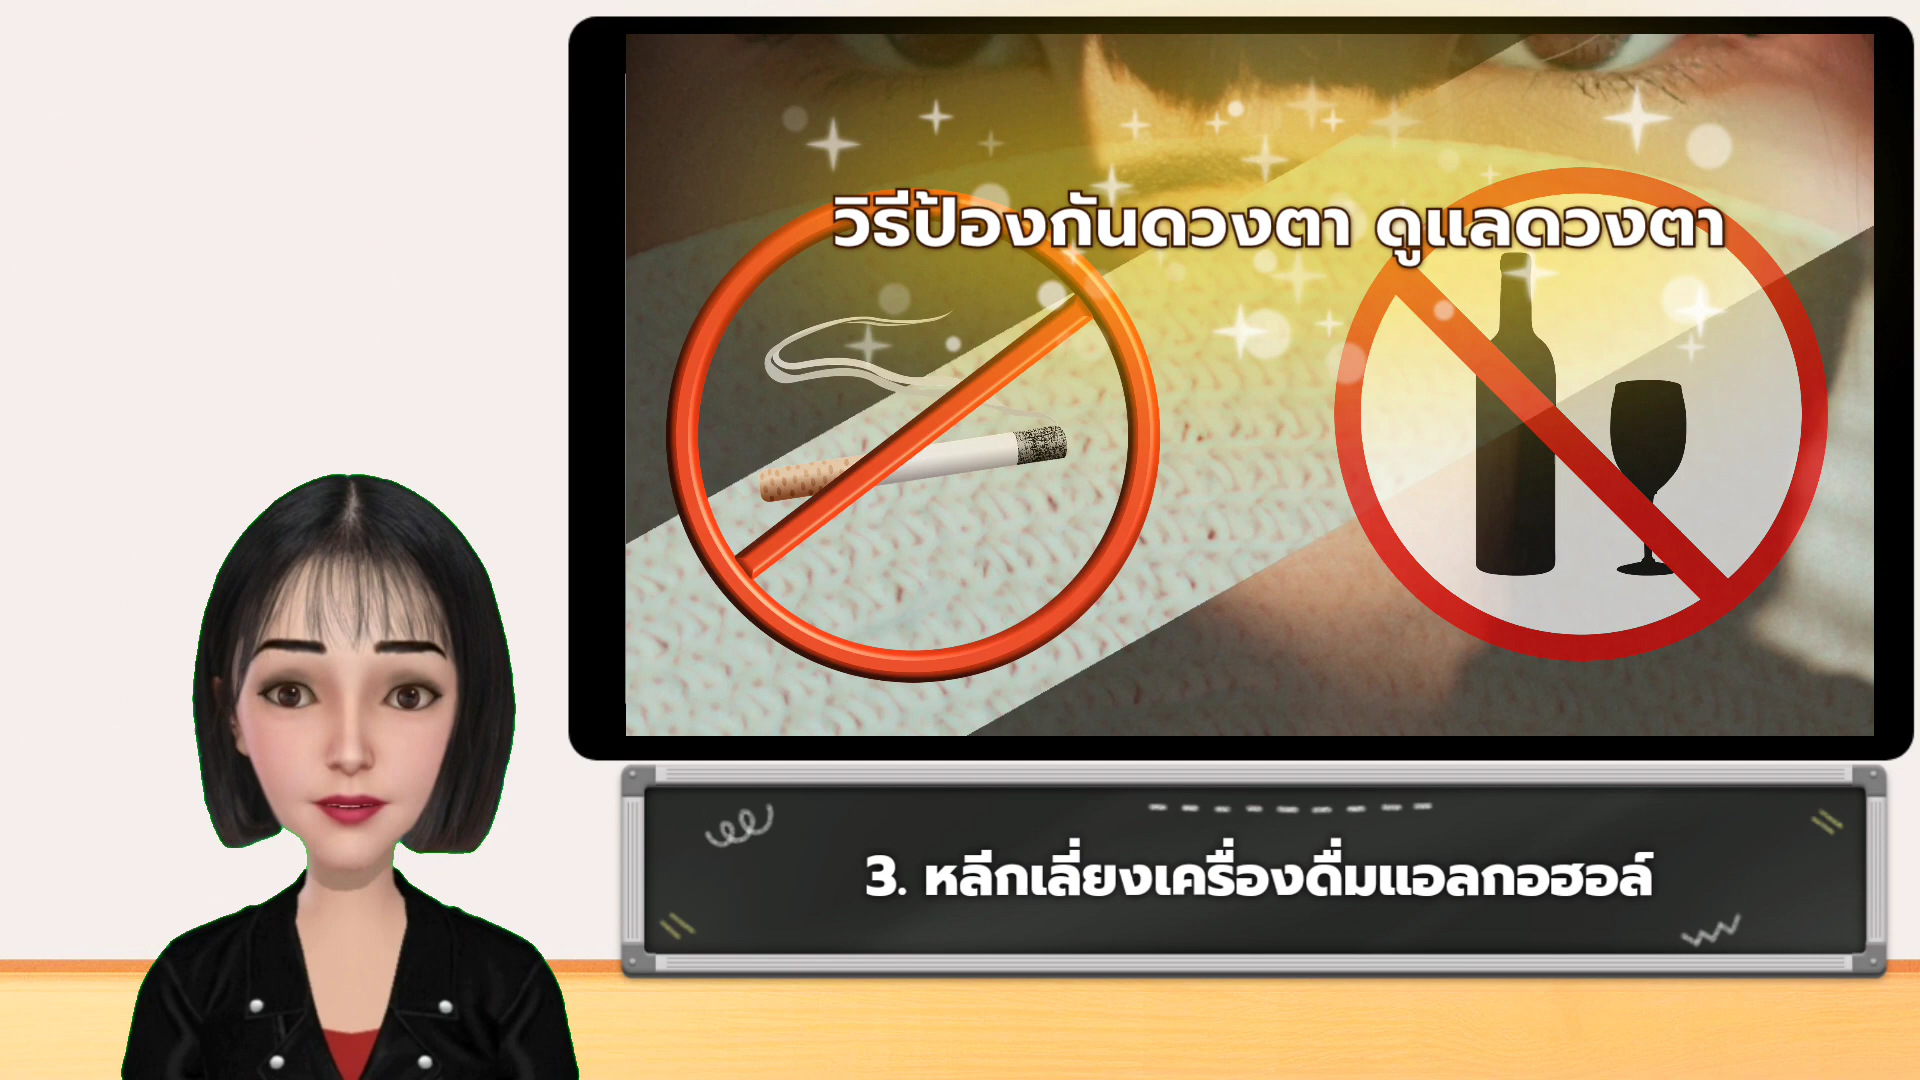 วิธีป้องกันดวงตา ดูแลดวงตา
3. หลีกเลี่ยงเครื่องดื่มแอลกอฮอล์